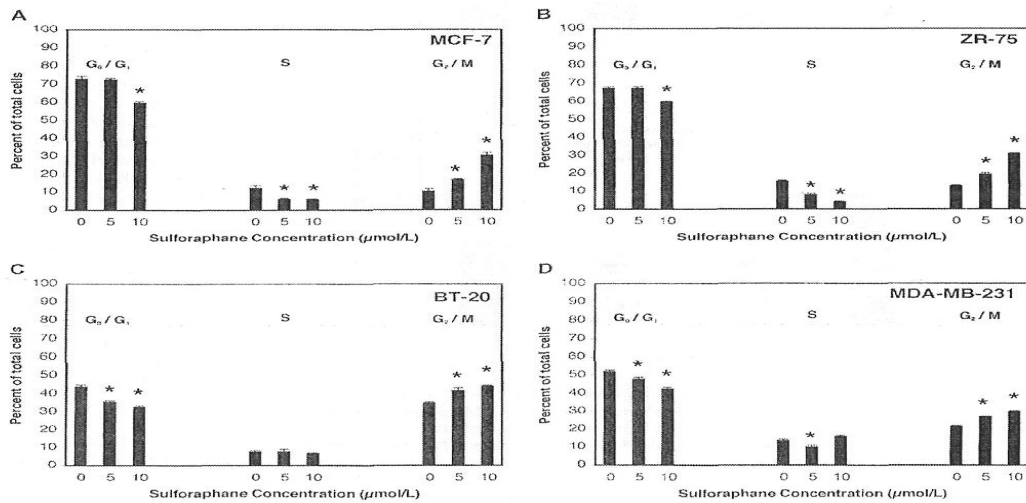 A
MCF-7
G₀ / G₁ S G₂ / M
Percent of total cells
100
90
80
70
60
50
40
30
20
10
0
* * * * *
0 5 10 0 5 10 0 5 10
Sulforaphane Concentration (µmol/L)
B
ZR-75
G₀ / G₁ S G₂ / M
Percent of total cells
100
90
80
70
60
50
40
30
20
10
0
* * * * *
0 5 10 0 5 10 0 5 10
Sulforaphane Concentration (µmol/L)
C
BT-20
G₀ / G₁ S G₂ / M
Percent of total cells
100
90
80
70
60
50
40
30
20
10
0
* * * *
0 5 10 0 5 10 0 5 10
Sulforaphane Concentration (µmol/L)
D
MDA-MB-231
G₀ / G₁ S G₂ / M
Percent of total cells
100
90
80
70
60
50
40
30
20
10
0
* * * * *
0 5 10 0 5 10 0 5 10
Sulforaphane Concentration (µmol/L)